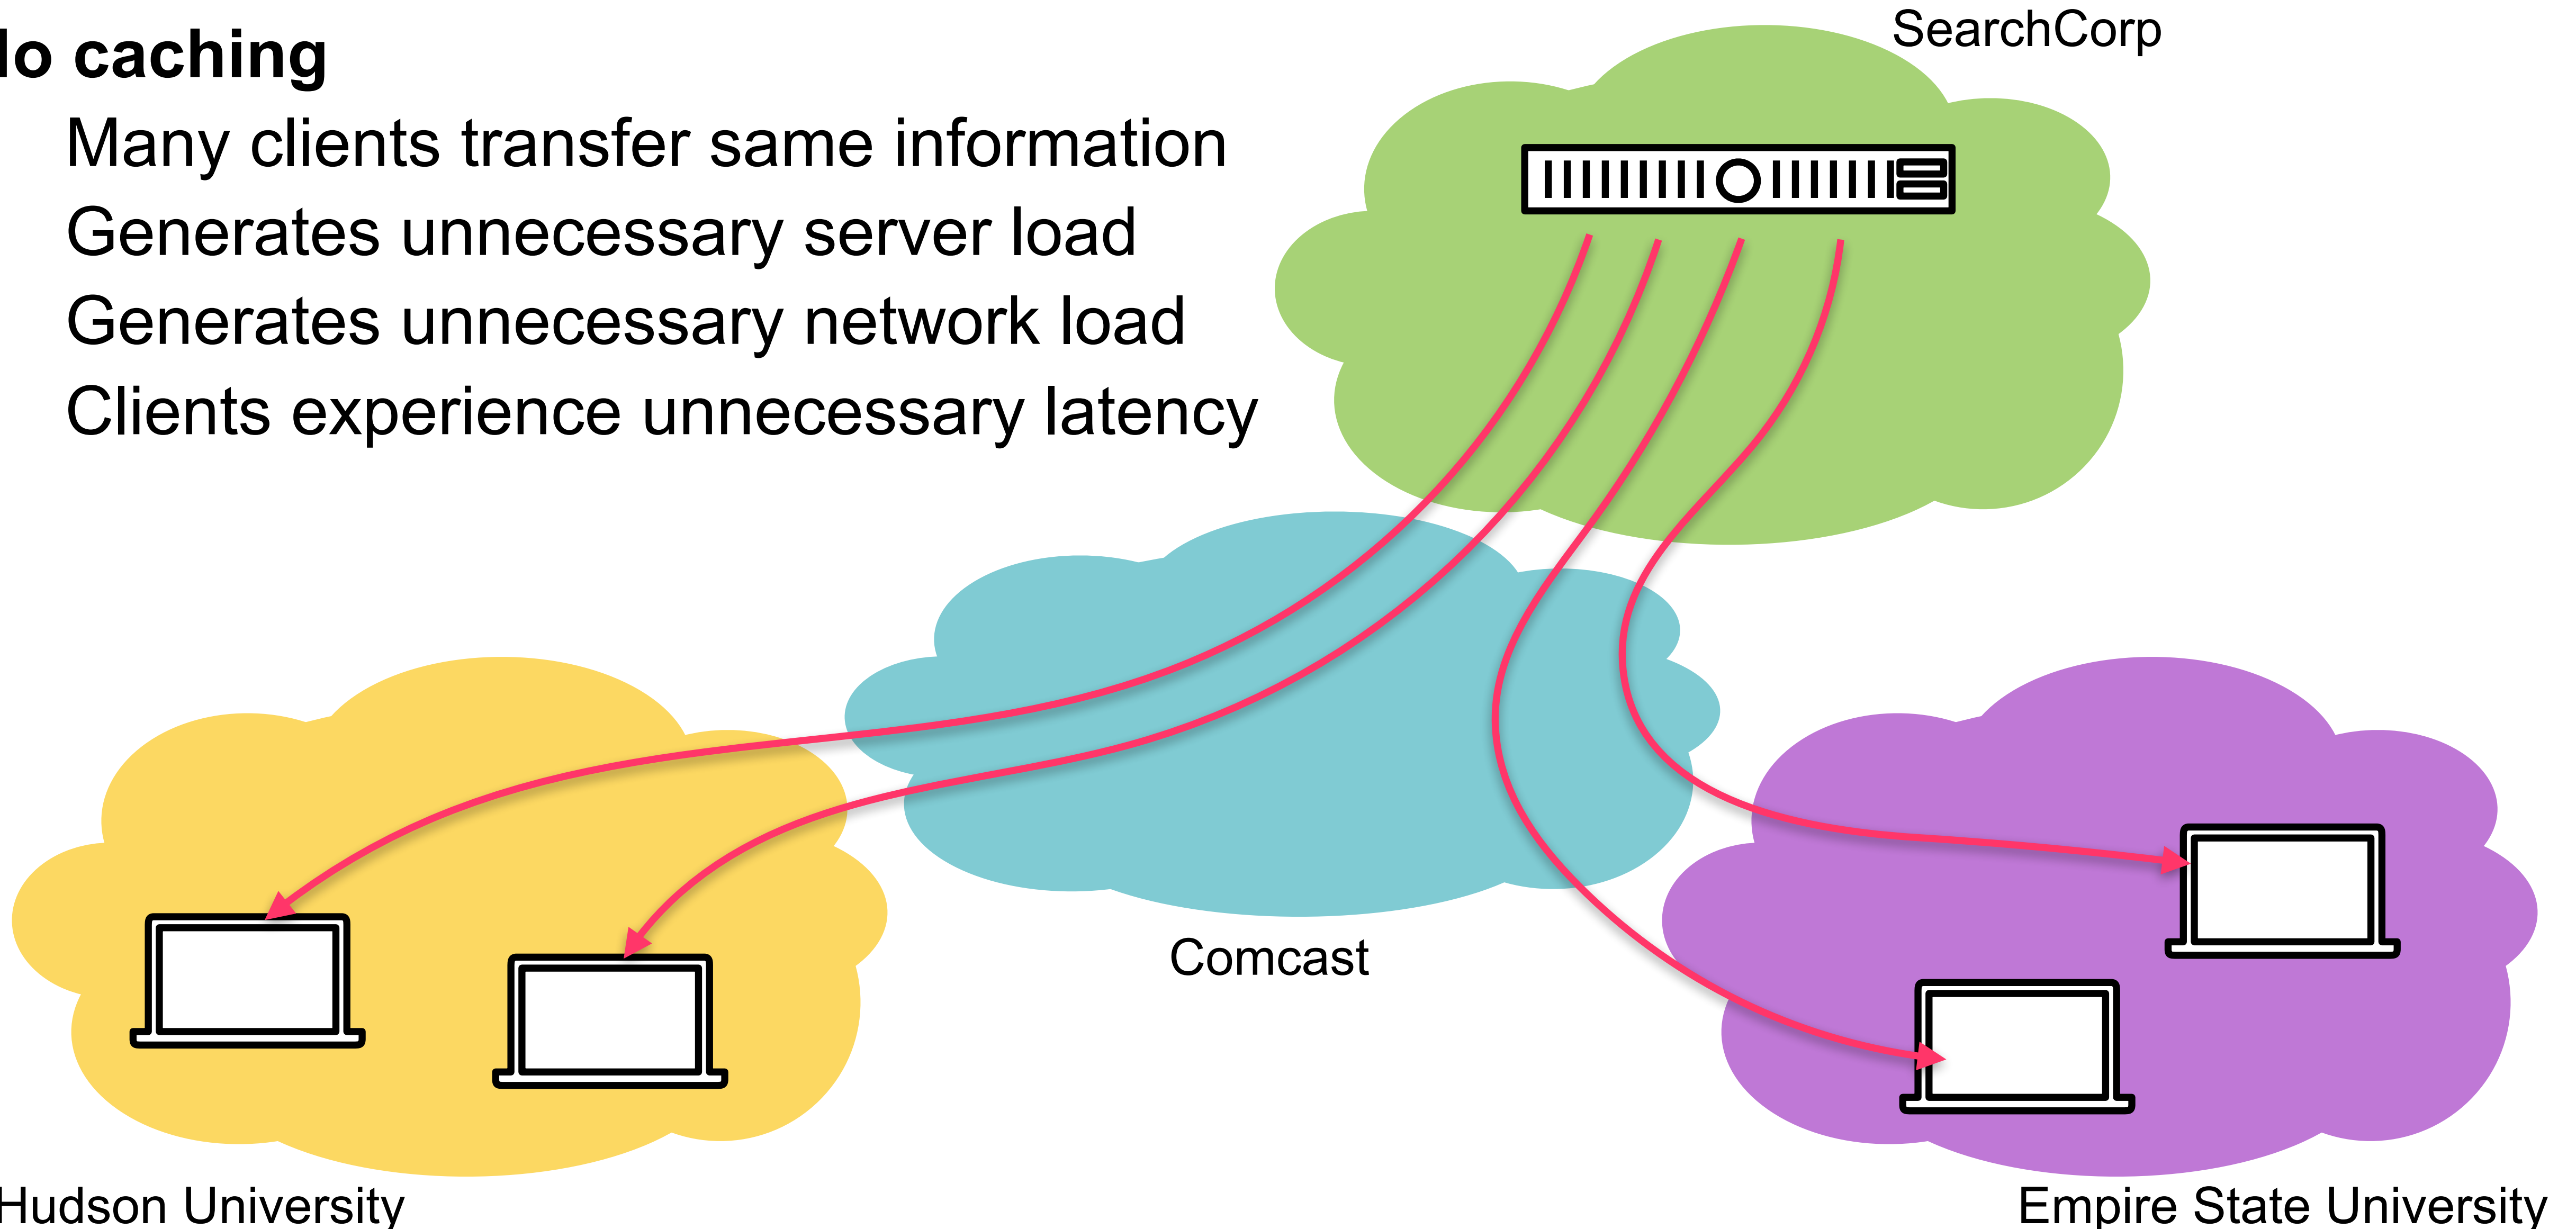 No caching
Many clients transfer same information
Generates unnecessary server load
Generates unnecessary network load
Clients experience unnecessary latency
SearchCorp
Comcast
Hudson University
Empire State University